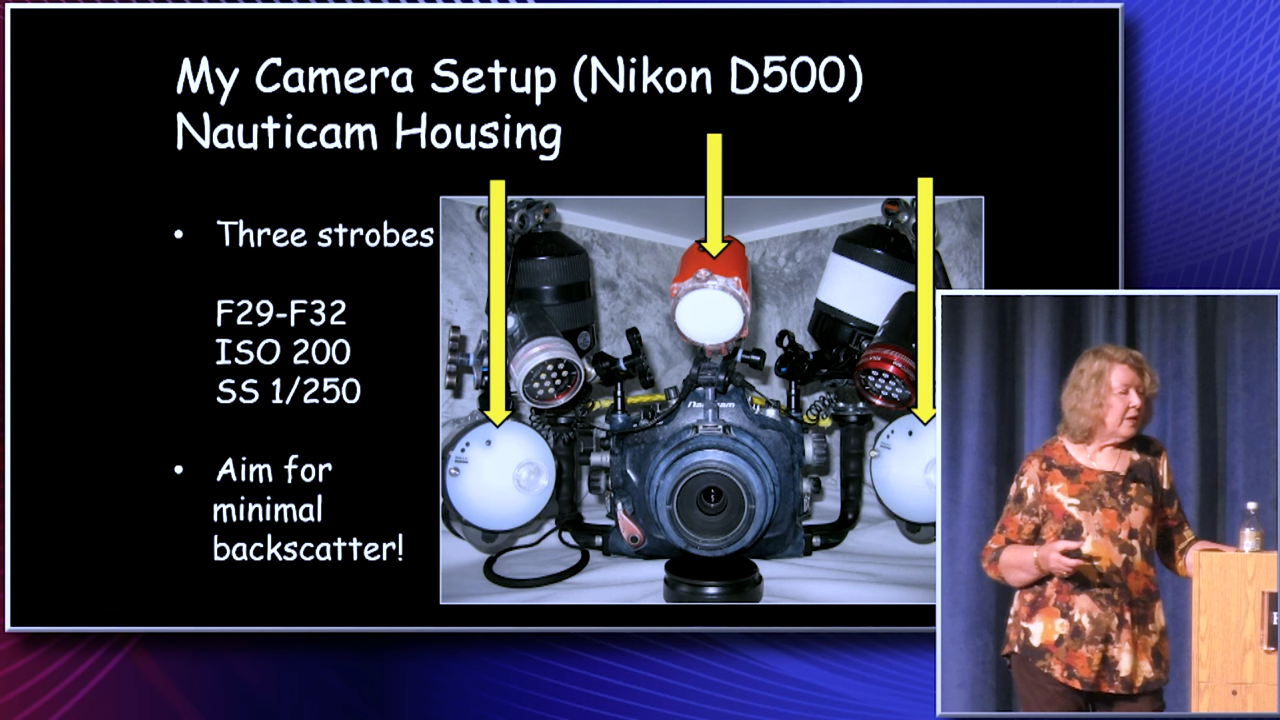 My Camera Setup (Nikon D500)
Nauticam Housing
• Three strobes
F29-F32
ISO 200
SS 1/250
• Aim for
minimal
backscatter!
Nauticam